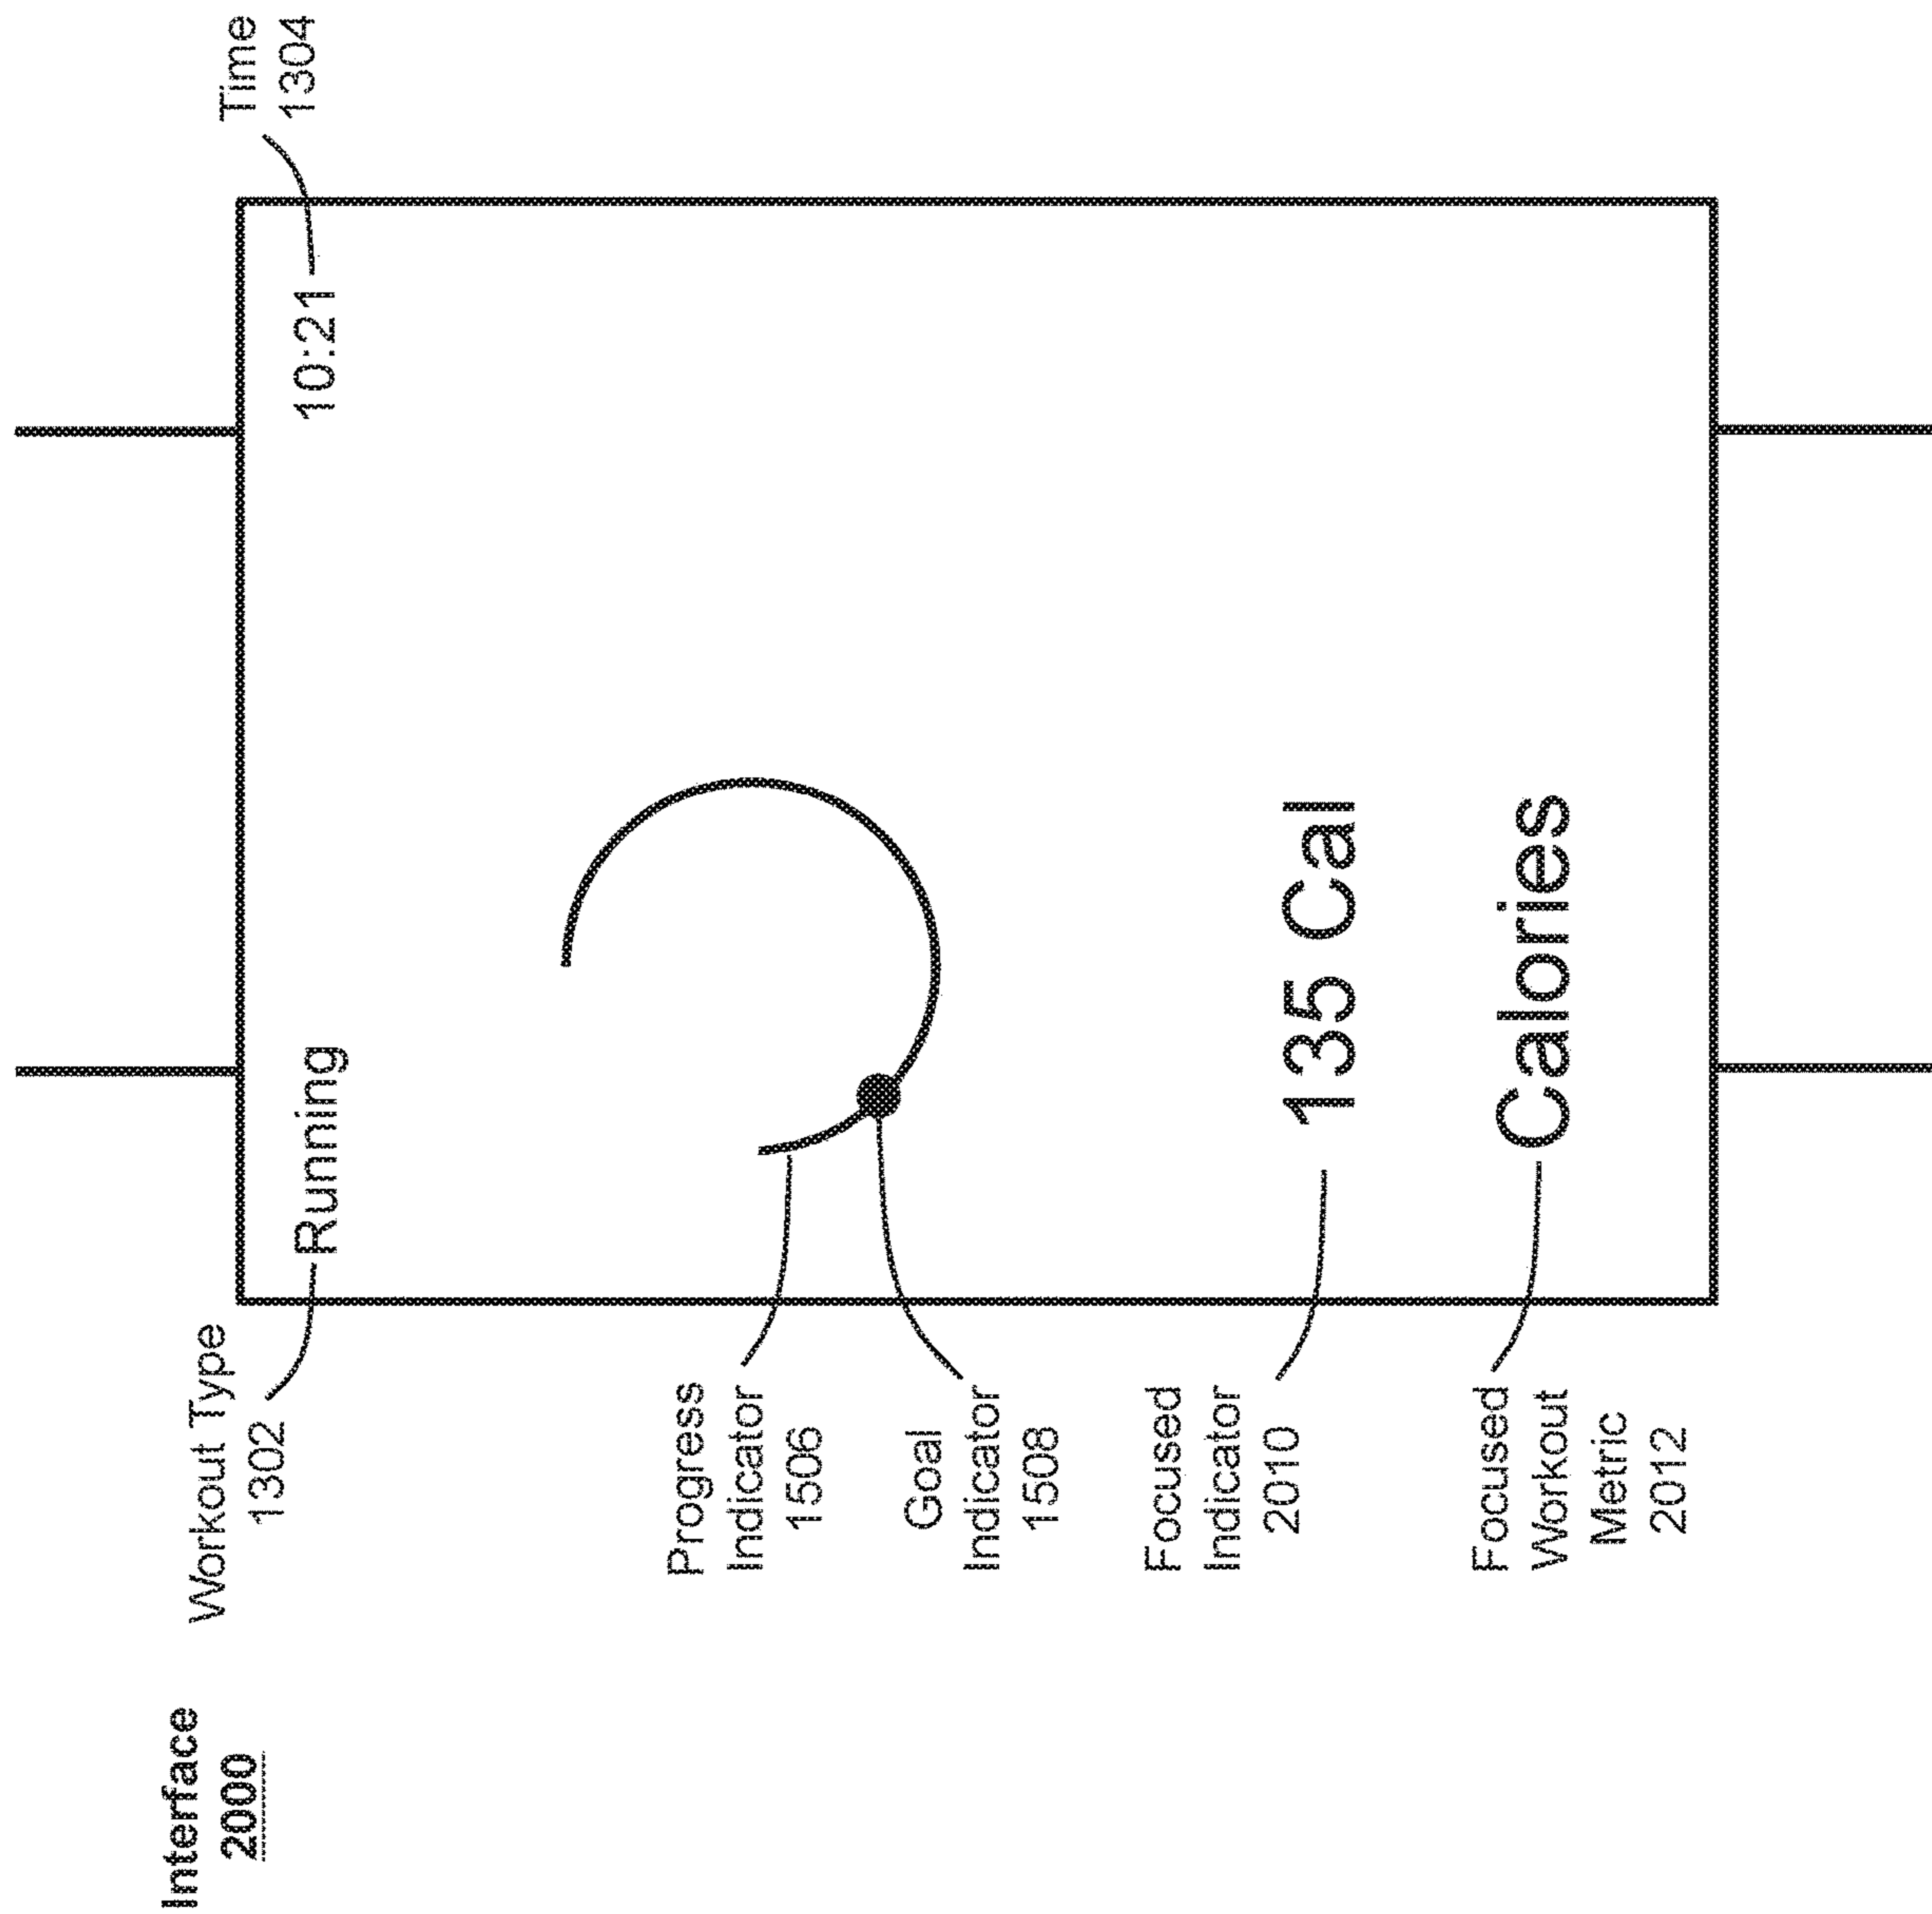 Interface
2000
Workout Type
1302
Running
10:21
Time
1304
Progress
Indicator
1506
Goal
Indicator
1508
Focused
Indicator
2010
135 Cal
Focused
Workout
Metric
2012
Calories